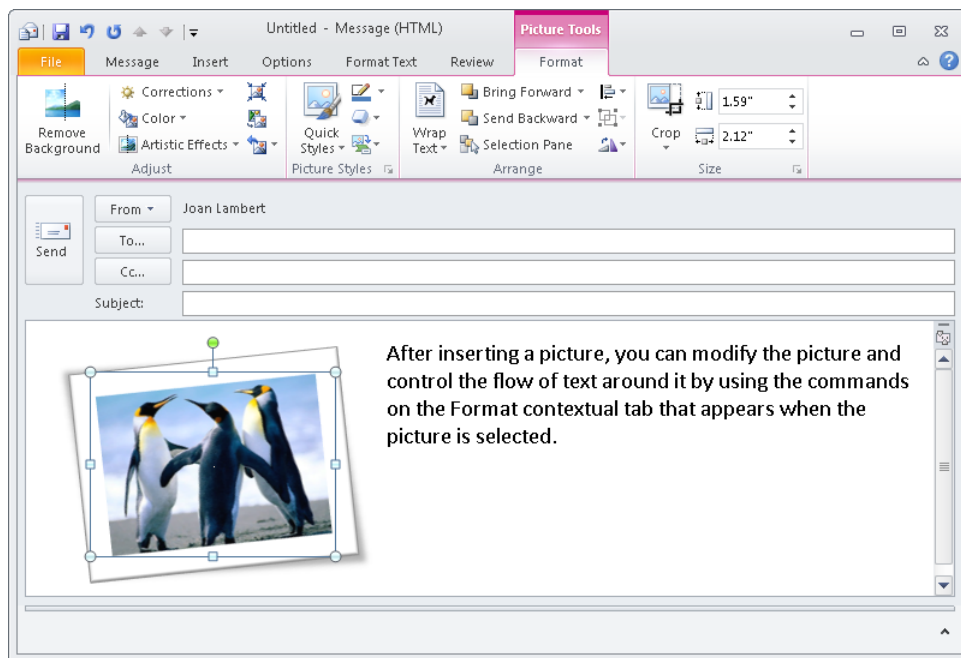 Untitled - Message (HTML)
Picture Tools
File Message Insert Options Format Text Review Format
Remove Background
Corrections
Color
Artistic Effects
Adjust
Quick Styles
Picture Styles
Wrap Text
Bring Forward
Send Backward
Selection Pane
Arrange
Crop
1.59"
2.12"
Size
Send
From Joan Lambert
To...
Cc...
Subject:
After inserting a picture, you can modify the picture and
control the flow of text around it by using the commands
on the Format contextual tab that appears when the
picture is selected.